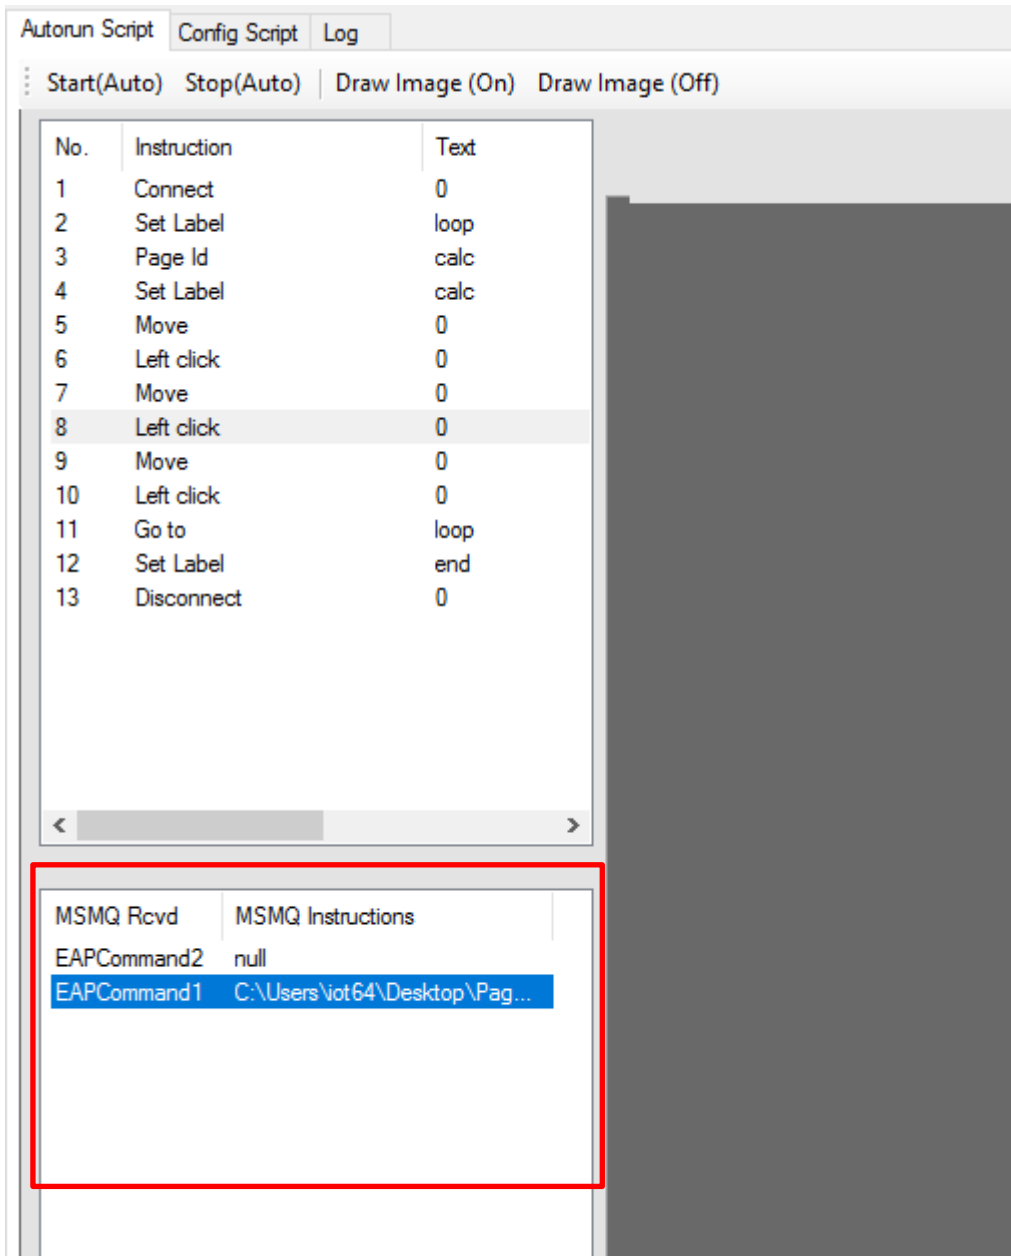 Autorun Script Config Script Log
Start(Auto) Stop(Auto) Draw Image (On) Draw Image (Off)
No. Instruction Text
1 Connect 0
2 Set Label loop
3 Page Id calc
4 Set Label calc
5 Move 0
6 Left click 0
7 Move 0
8 Left click 0
9 Move 0
10 Left click 0
11 Go to loop
12 Set Label end
13 Disconnect 0
MSMQ Rcvd MSMQ Instructions
EAPCommand2 null
EAPCommand1 C:\Users\iot64\Desktop\Pag...